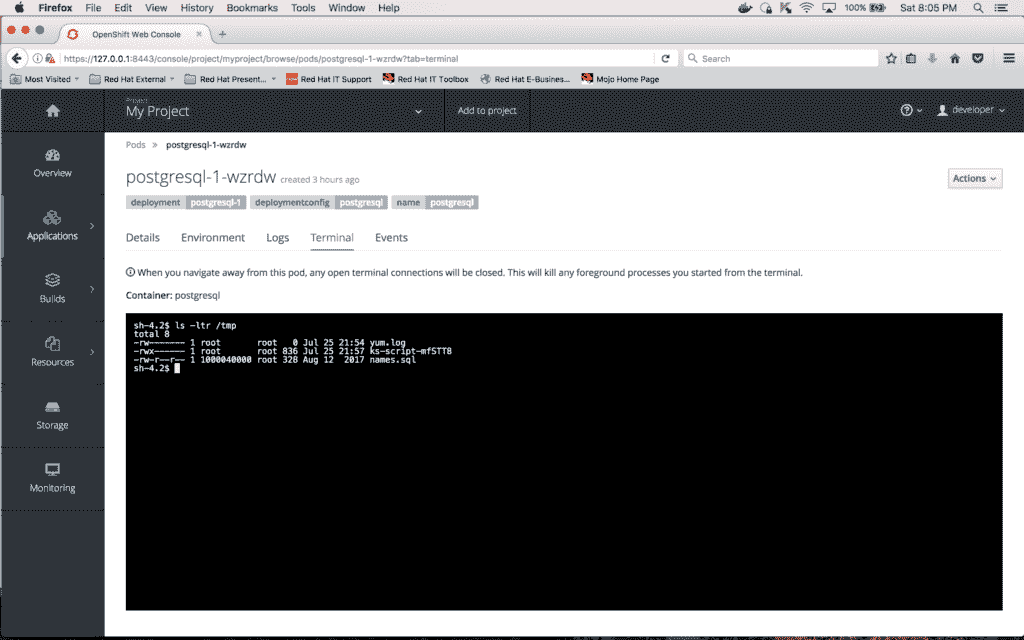 Firefox File Edit View History Bookmarks Tools Window Help 100% Sat 8:05 PM
OpenShift Web Console
https://127.0.0.1:8443/console/project/myproject/browse/pods/postgresql-1-wzrdw?tab=terminal Search
Most Visited Red Hat External Red Hat Present... Red Hat IT Support Red Hat IT Toolbox Red Hat E-Busines... Mojo Home Page
Project
My Project Add to project developer
Pods » postgresql-1-wzrdw
Overview
postgresql-1-wzrdw created 3 hours ago
Actions
deployment postgresql-1 deploymentconfig postgresql name postgresql
Applications
Details Environment Logs Terminal Events
When you navigate away from this pod, any open terminal connections will be closed. This will kill any foreground processes you started from the terminal.
Builds
Container: postgresql
sh-4.2$ ls -ltr /tmp
total 8
-rw------- 1 root root 0 Jul 25 21:54 yum.log
-rwx------ 1 root root 836 Jul 25 21:57 ks-script-mfSTT8
-rw-r--r-- 1 1000040000 root 328 Aug 12 2017 names.sql
sh-4.2$
Resources
Storage
Monitoring